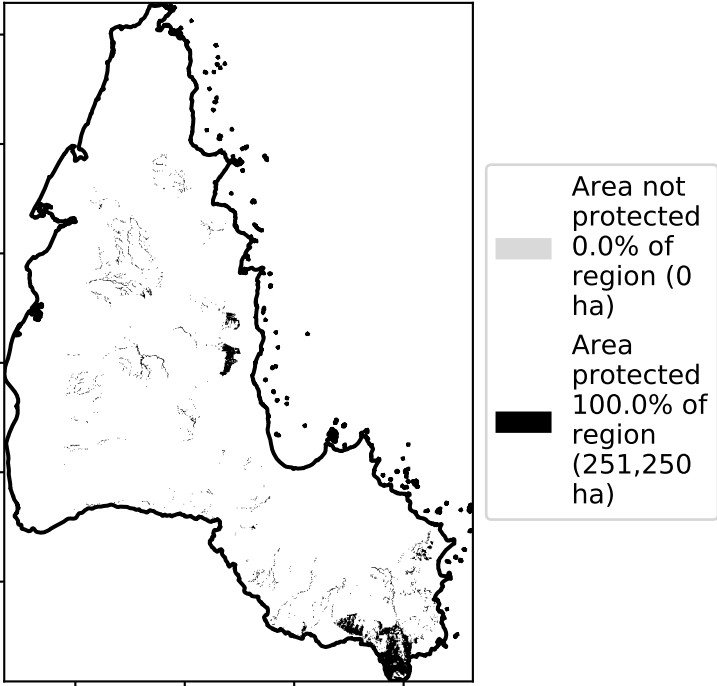 Area not
protected
0.0% of
region (0
ha)
Area
protected
100.0% of
region
(251,250
ha)